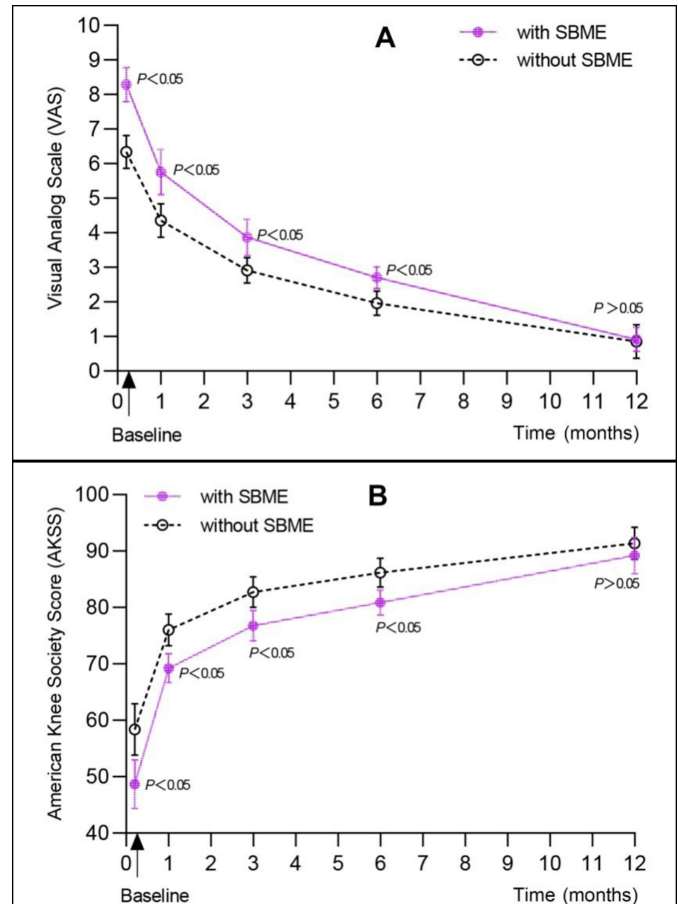 A
with SBME
without SBME
Visual Analog Scale (VAS)
10
9
8
7
6
5
4
3
2
1
0
P<0.05
P<0.05
P<0.05
P<0.05
P>0.05
0 1 2 3 4 5 6 7 8 9 10 11 12
Baseline
Time (months)
B
with SBME
without SBME
American Knee Society Score (AKSS)
100
90
80
70
60
50
40
P<0.05
P<0.05
P<0.05
P<0.05
P>0.05
0 1 2 3 4 5 6 7 8 9 10 11 12
Baseline
Time (months)